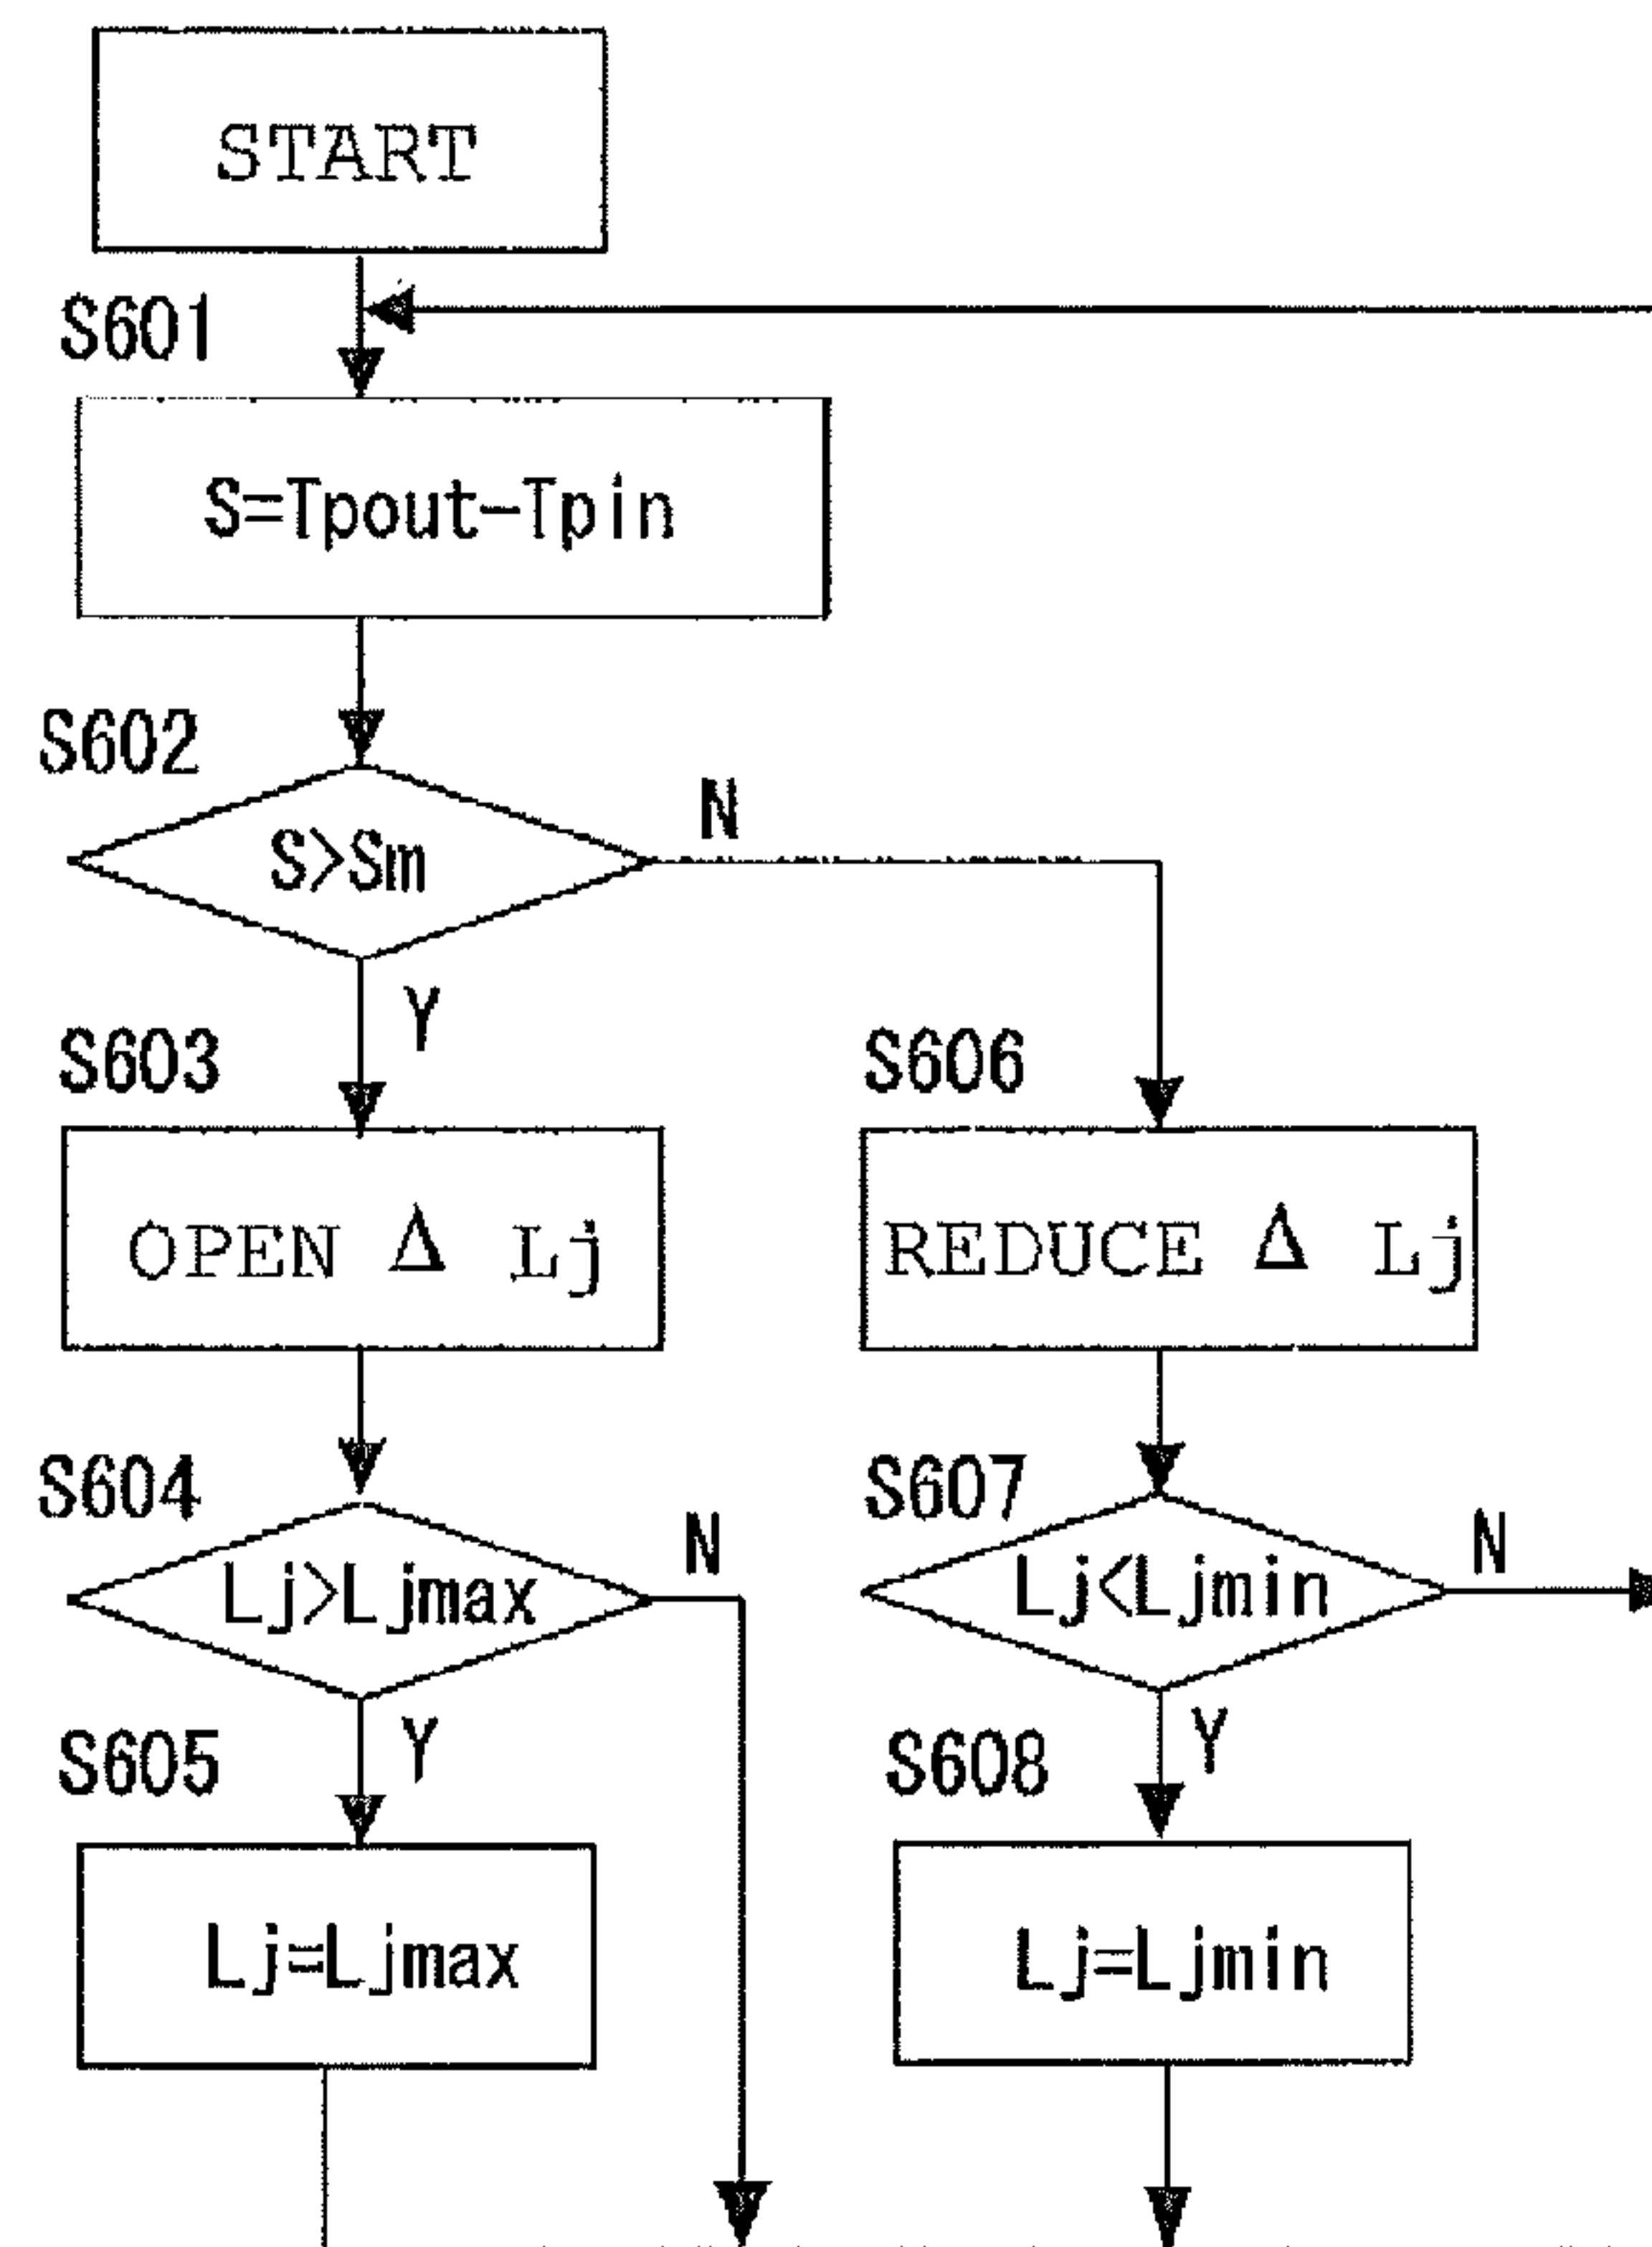 START
S601
S=Tpout-Tpin
S602
S>Sm
N
Y
S603
OPEN Δ Lj
S606
REDUCE Δ Lj
S604
Lj>Ljmax
N
Y
S607
Lj<Ljmin
N
Y
S605
Lj=Ljmax
S608
Lj=Ljmin